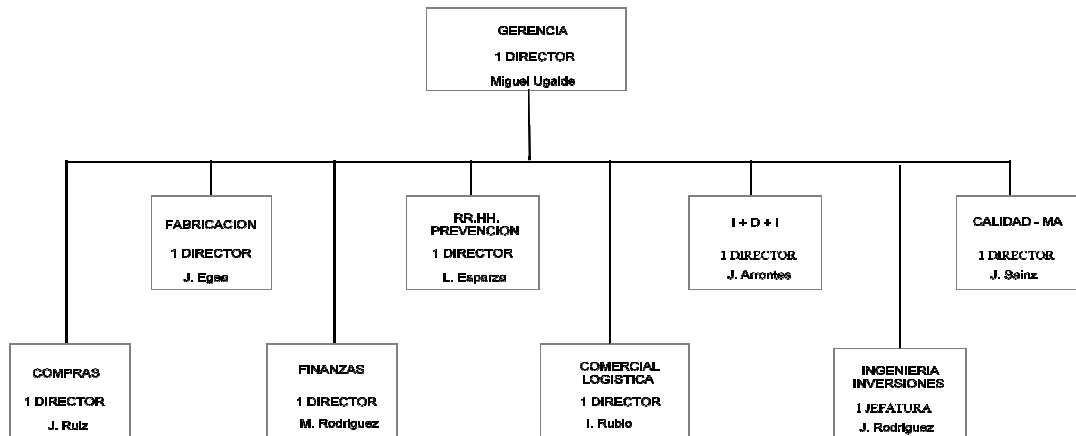 GERENCIA
1 DIRECTOR
Miguel Ugalde
FABRICACION
1 DIRECTOR
J. Egea
RR.HH.
PREVENCION
1 DIRECTOR
L. Esparza
I + D + I
1 DIRECTOR
J. Arrontes
CALIDAD - MA
1 DIRECTOR
J. Sainz
COMPRAS
1 DIRECTOR
J. Ruiz
FINANZAS
1 DIRECTOR
M. Rodriguez
COMERCIAL
LOGISTICA
1 DIRECTOR
I. Rubio
INGENIERIA
INVERSIONES
1 JEFATURA
J. Rodriguez